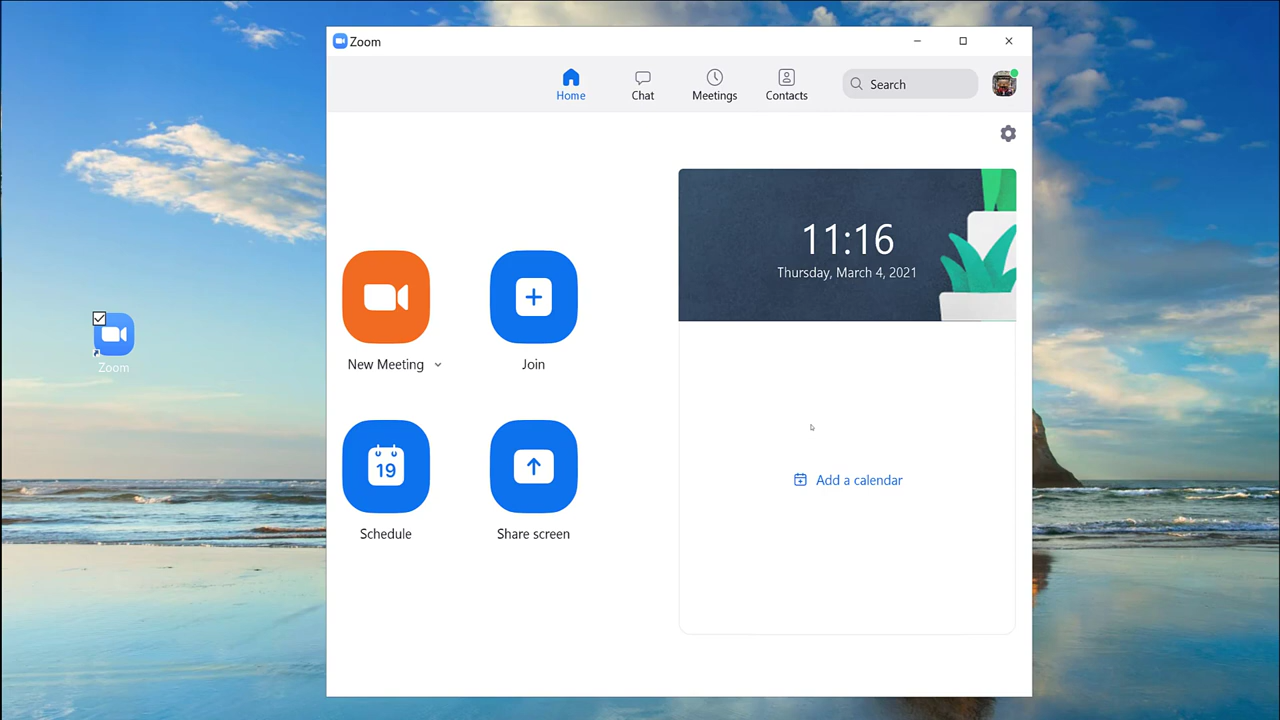 Zoom
Home
Chat
Meetings
Contacts
Search
11:16
Thursday, March 4, 2021
New Meeting
Join
Zoom
19
Add a calendar
Schedule
Share screen